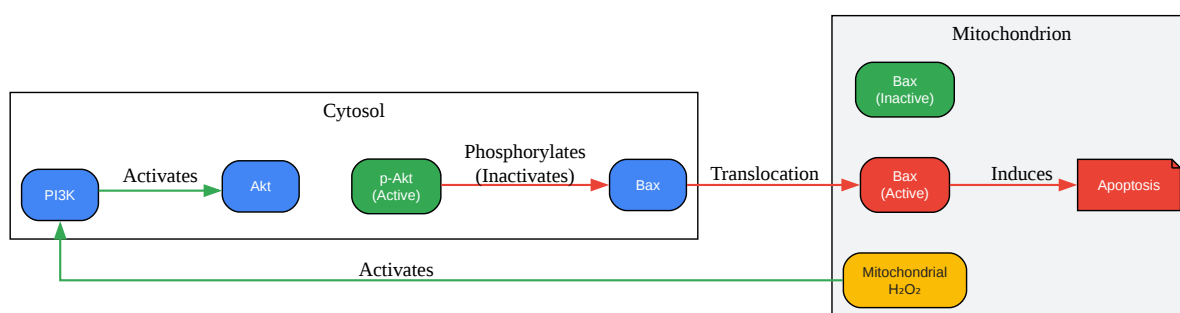 Mitochondrion
Bax
(Inactive)
Cytosol
PI3K
Activates
Akt
p-Akt
(Active)
Phosphorylates
(Inactivates)
Bax
Translocation
Bax
(Active)
Induces
Apoptosis
Activates
Mitochondrial
H₂O₂